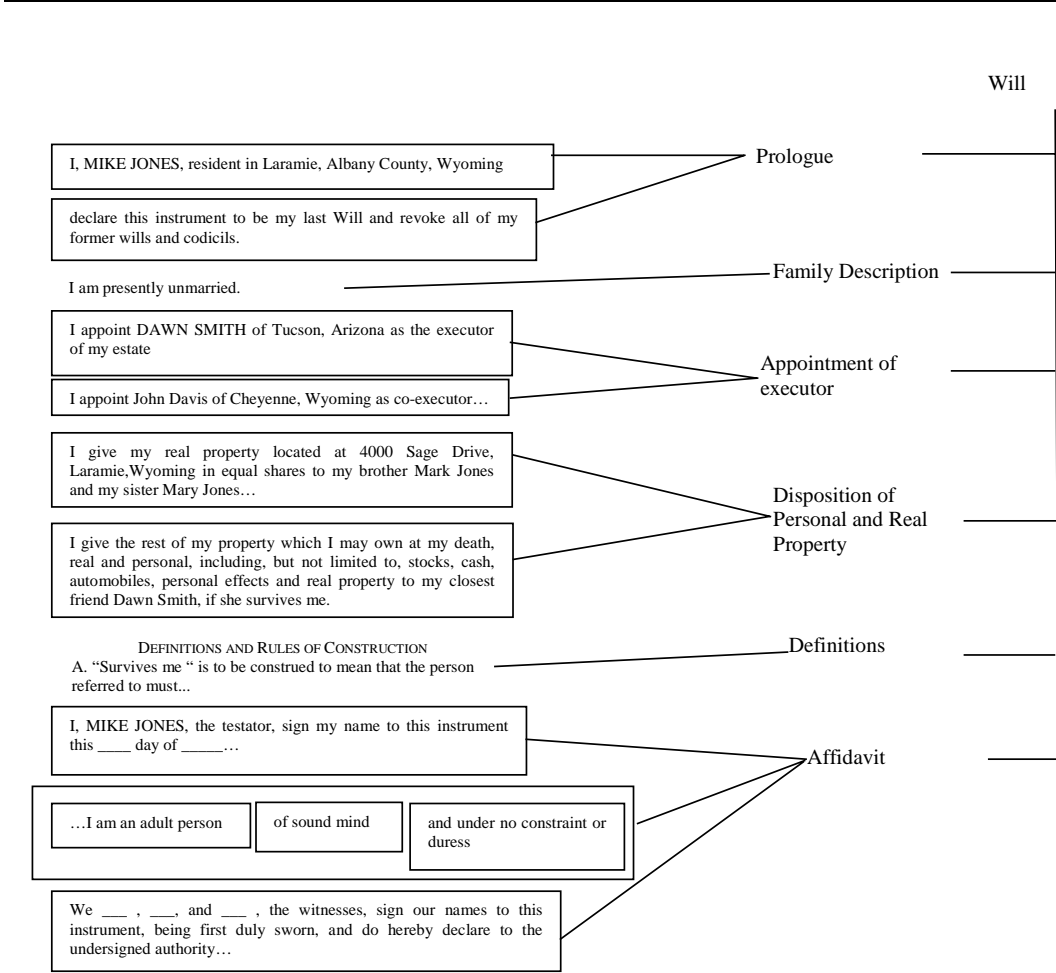 Will
I, MIKE JONES, resident in Laramie, Albany County, Wyoming
Prologue
declare this instrument to be my last Will and revoke all of my
former wills and codicils.
Family Description
I am presently unmarried.
I appoint DAWN SMITH of Tucson, Arizona as the executor
of my estate
Appointment of
executor
I appoint John Davis of Cheyenne, Wyoming as co-executor…
I give my real property located at 4000 Sage Drive,
Laramie,Wyoming in equal shares to my brother Mark Jones
and my sister Mary Jones…
Disposition of
Personal and Real
Property
I give the rest of my property which I may own at my death,
real and personal, including, but not limited to, stocks, cash,
automobiles, personal effects and real property to my closest
friend Dawn Smith, if she survives me.
DEFINITIONS AND RULES OF CONSTRUCTION
Definitions
A. “Survives me “ is to be construed to mean that the person
referred to must...
I, MIKE JONES, the testator, sign my name to this instrument
this ____ day of _____…
Affidavit
…I am an adult person
of sound mind
and under no constraint or
duress
We ___ , ___, and ___ , the witnesses, sign our names to this
instrument, being first duly sworn, and do hereby declare to the
undersigned authority…